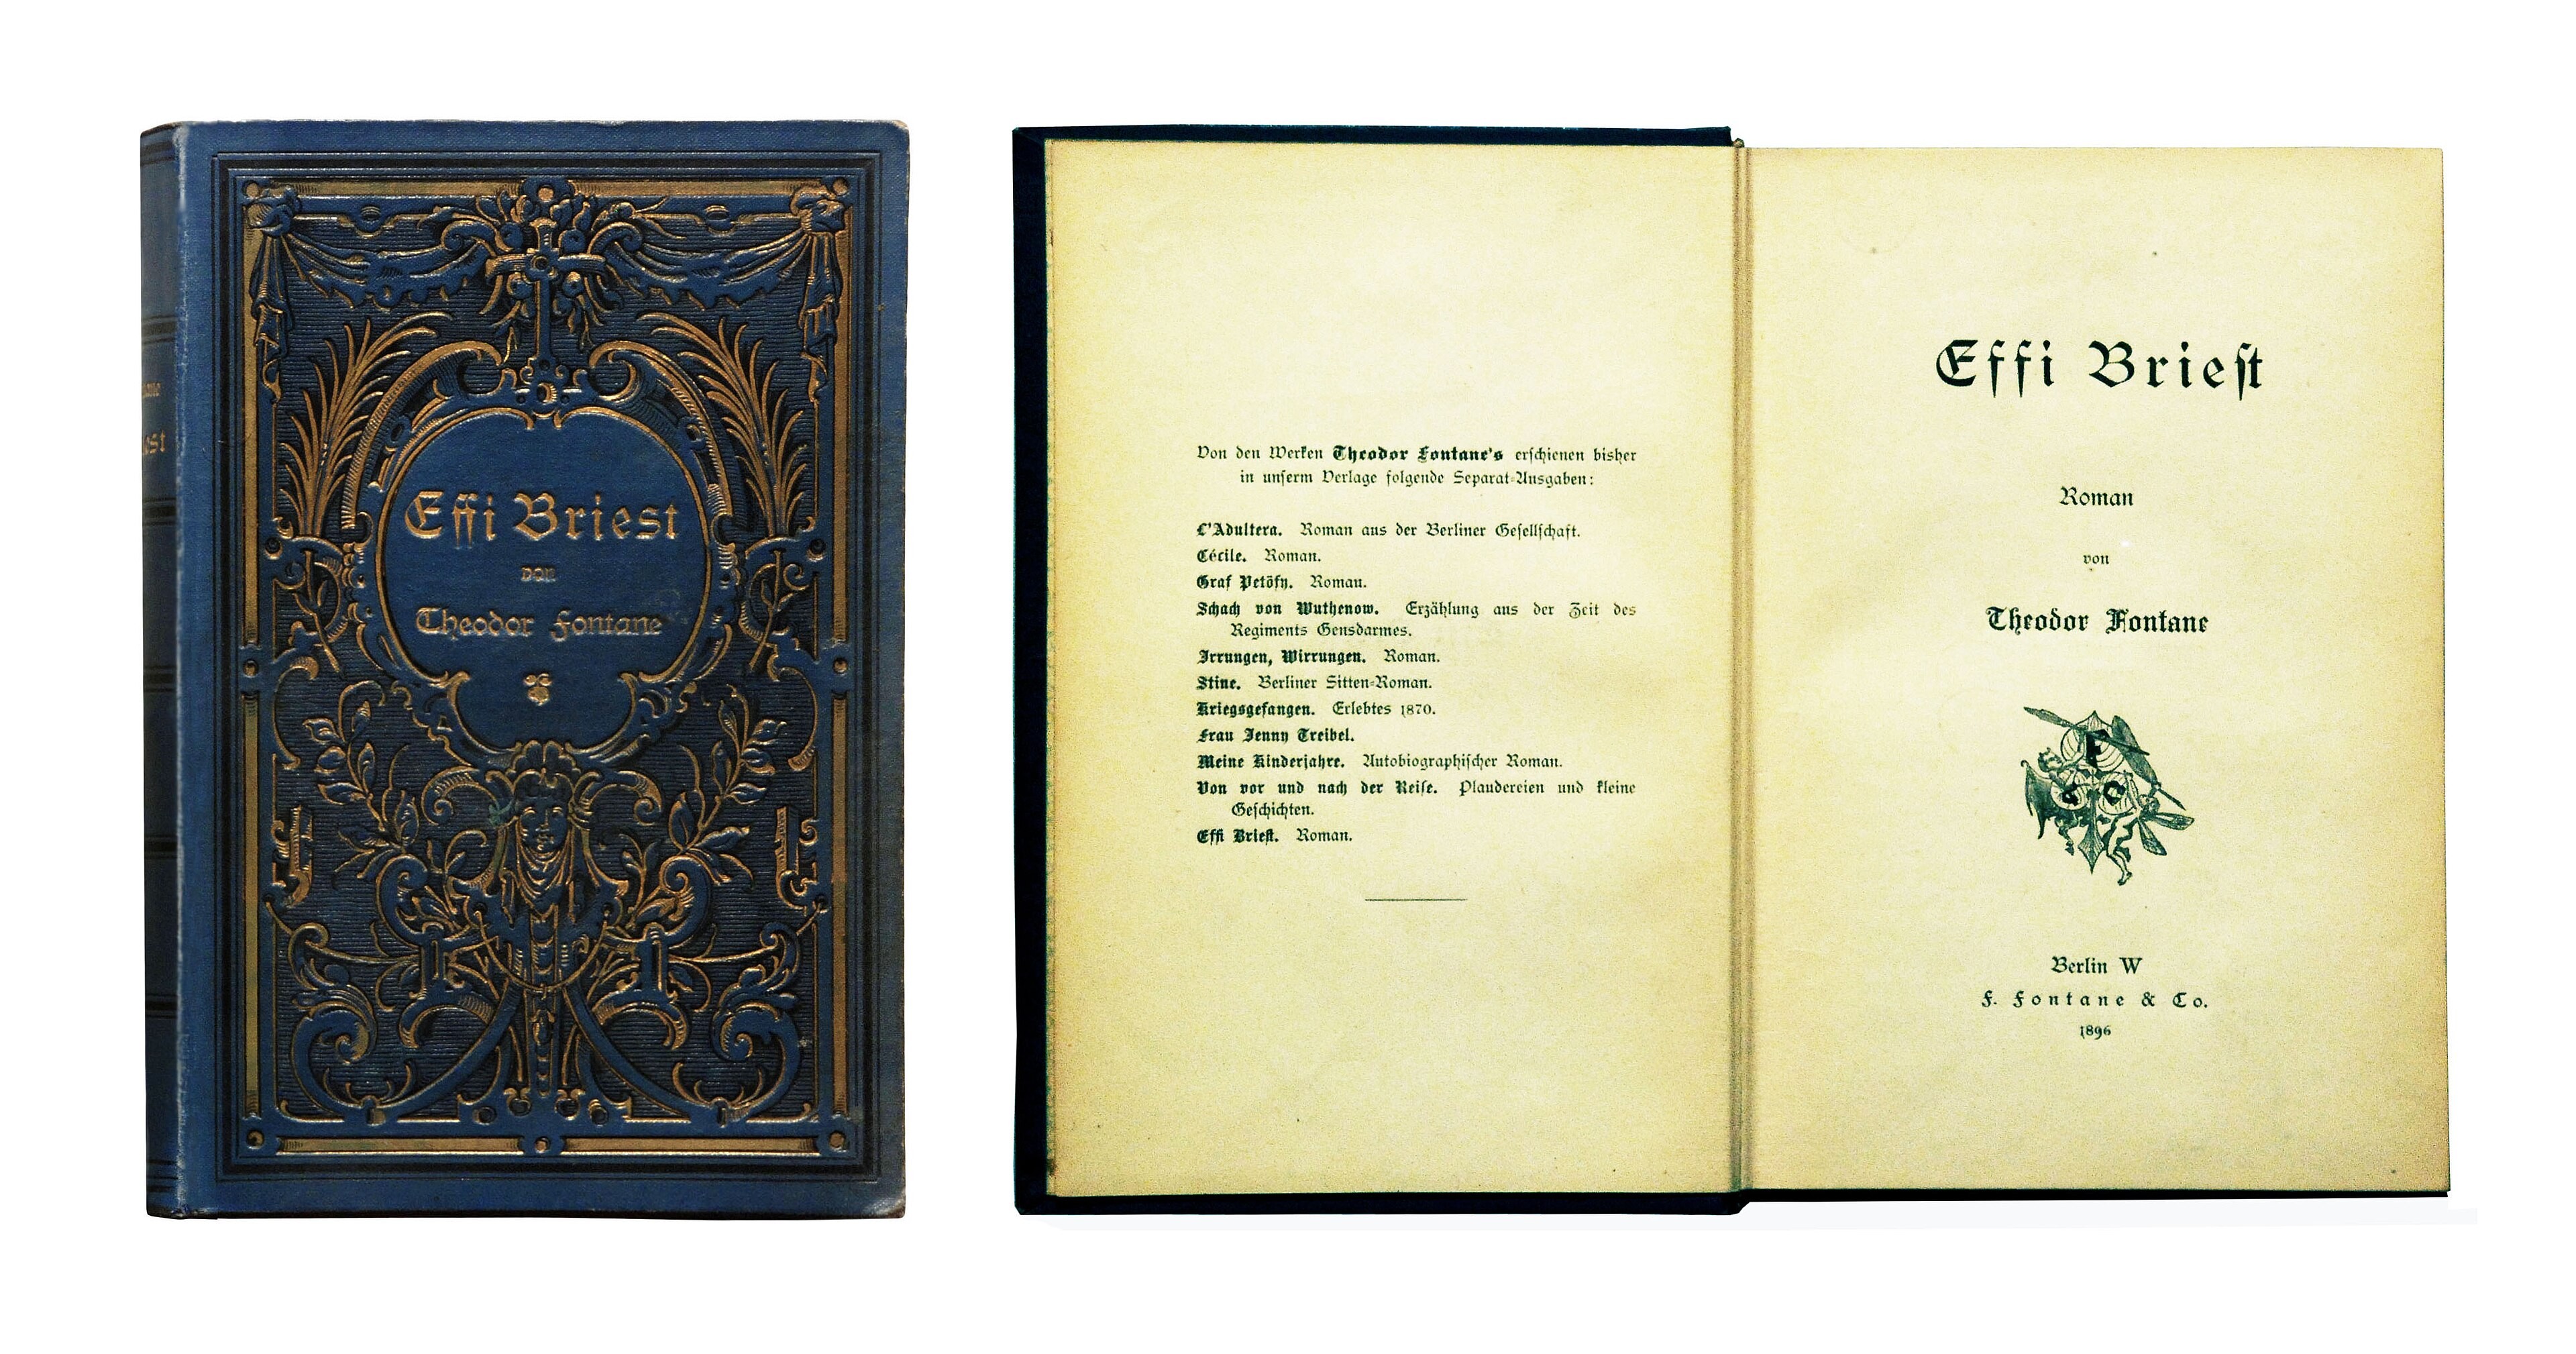 Effi Briest
von
Theodor Fontane
Von den Werken Theodor Fontane's erſchienen bisher
in unſerm Verlage folgende Separat-Ausgaben:
L'Adultera. Roman aus der Berliner Geſellſchaft.
Cécile. Roman.
Graf Petöfy. Roman.
Schach von Wuthenow. Erzählung aus der Zeit des
Regiments Gensdarmes.
Irrungen, Wirrungen. Roman.
Stine. Berliner Sitten-Roman.
Kriegsgefangen. Erlebtes 1870.
Frau Jenny Treibel.
Meine Kinderjahre. Autobiographiſcher Roman.
Von vor und nach der Reiſe. Plaudereien und kleine
Geſchichten.
Effi Brieſt. Roman.
Effi Brieſt
Roman
von
Theodor Fontane
F
&
C
Berlin W
F. Fontane & Co.
1896